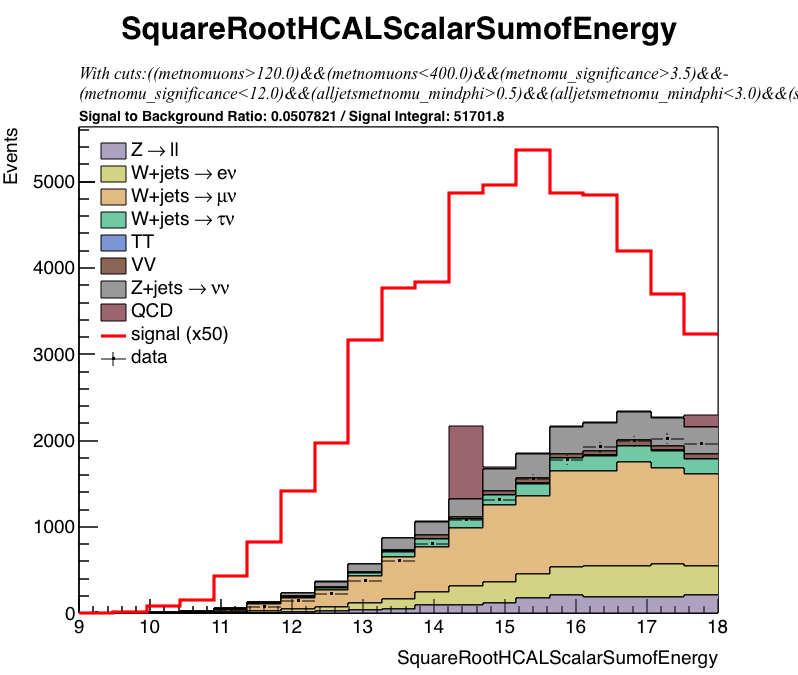 SquareRootHCALScalarSumofEnergy
With cuts:((metnomuons>120.0)&&(metnomuons<400.0)&&(metnomu_significance>3.5)&&-
(metnomu_significance<12.0)&&(alljetsmetnomu_mindphi>0.5)&&(alljetsmetnomu_mindphi<3.0)&&(s
Signal to Background Ratio: 0.0507821 / Signal Integral: 51701.8
Events
Z → ll
W+jets → eν
W+jets → μν
W+jets → τν
TT
VV
Z+jets → νν
QCD
signal (x50)
data
5000
4000
3000
2000
1000
0
9 10 11 12 13 14 15 16 17 18
SquareRootHCALScalarSumofEnergy